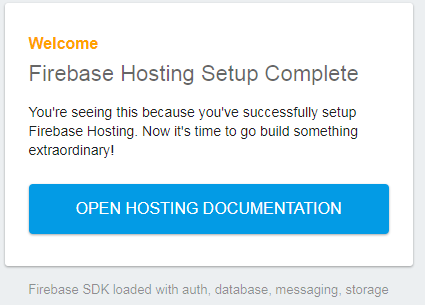 Welcome
Firebase Hosting Setup Complete
You're seeing this because you've successfully setup
Firebase Hosting. Now it's time to go build something
extraordinary!
OPEN HOSTING DOCUMENTATION
Firebase SDK loaded with auth, database, messaging, storage